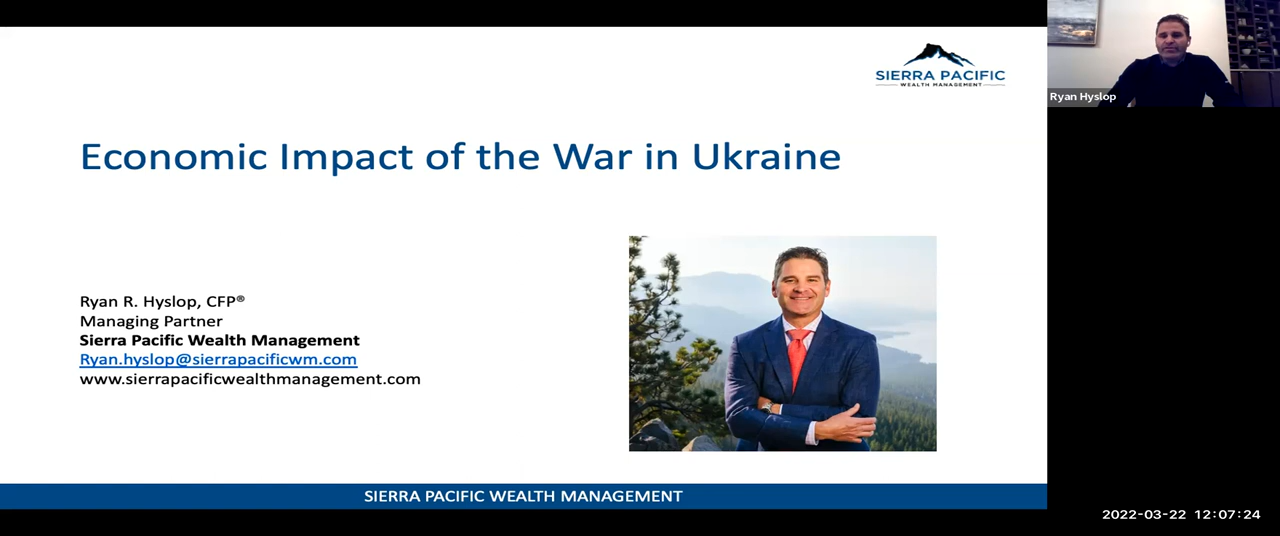 SIERRA PACIFIC
WEALTH MANAGEMENT
Ryan Hyslop
Economic Impact of the War in Ukraine
Ryan R. Hyslop, CFP®
Managing Partner
Sierra Pacific Wealth Management
Ryan.hyslop@sierrapacificwm.com
www.sierrapacificwealthmanagement.com
SIERRA PACIFIC WEALTH MANAGEMENT
2022-03-22 12:07:24